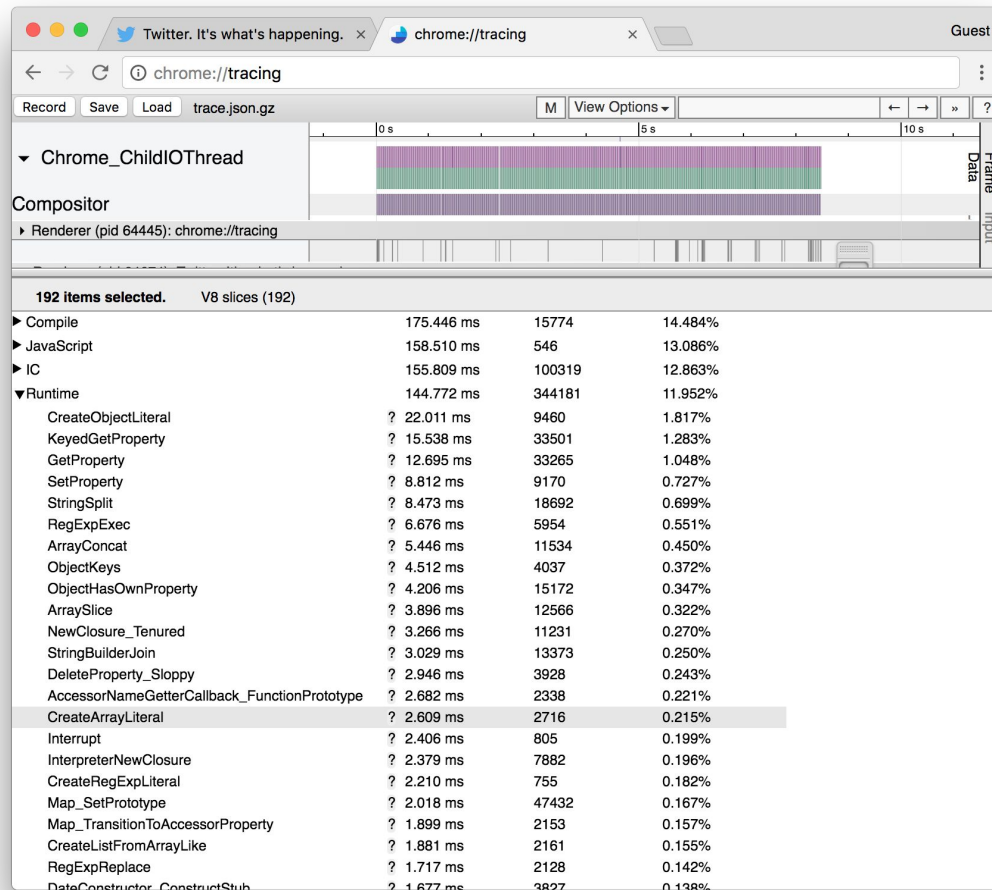 Twitter. It's what's happening. × chrome://tracing × Guest
chrome://tracing
Record Save Load trace.json.gz M View Options ← → » ?
0 s 5 s 10 s
Chrome_ChildIOThread
Compositor
Renderer (pid 64445): chrome://tracing
Frame Data
Input
192 items selected. V8 slices (192)
Compile 175.446 ms 15774 14.484%
JavaScript 158.510 ms 546 13.086%
IC 155.809 ms 100319 12.863%
Runtime 144.772 ms 344181 11.952%
CreateObjectLiteral ? 22.011 ms 9460 1.817%
KeyedGetProperty ? 15.538 ms 33501 1.283%
GetProperty ? 12.695 ms 33265 1.048%
SetProperty ? 8.812 ms 9170 0.727%
StringSplit ? 8.473 ms 18692 0.699%
RegExpExec ? 6.676 ms 5954 0.551%
ArrayConcat ? 5.446 ms 11534 0.450%
ObjectKeys ? 4.512 ms 4037 0.372%
ObjectHasOwnProperty ? 4.206 ms 15172 0.347%
ArraySlice ? 3.896 ms 12566 0.322%
NewClosure_Tenured ? 3.266 ms 11231 0.270%
StringBuilderJoin ? 3.029 ms 13373 0.250%
DeleteProperty_Sloppy ? 2.946 ms 3928 0.243%
AccessorNameGetterCallback_FunctionPrototype ? 2.682 ms 2338 0.221%
CreateArrayLiteral ? 2.609 ms 2716 0.215%
Interrupt ? 2.406 ms 805 0.199%
InterpreterNewClosure ? 2.379 ms 7882 0.196%
CreateRegExpLiteral ? 2.210 ms 755 0.182%
Map_SetPrototype ? 2.018 ms 47432 0.167%
Map_TransitionToAccessorProperty ? 1.899 ms 2153 0.157%
CreateListFromArrayLike ? 1.881 ms 2161 0.155%
RegExpReplace ? 1.717 ms 2128 0.142%
DateConstructor_ConstructStub ? 1.677 ms 3827 0.138%